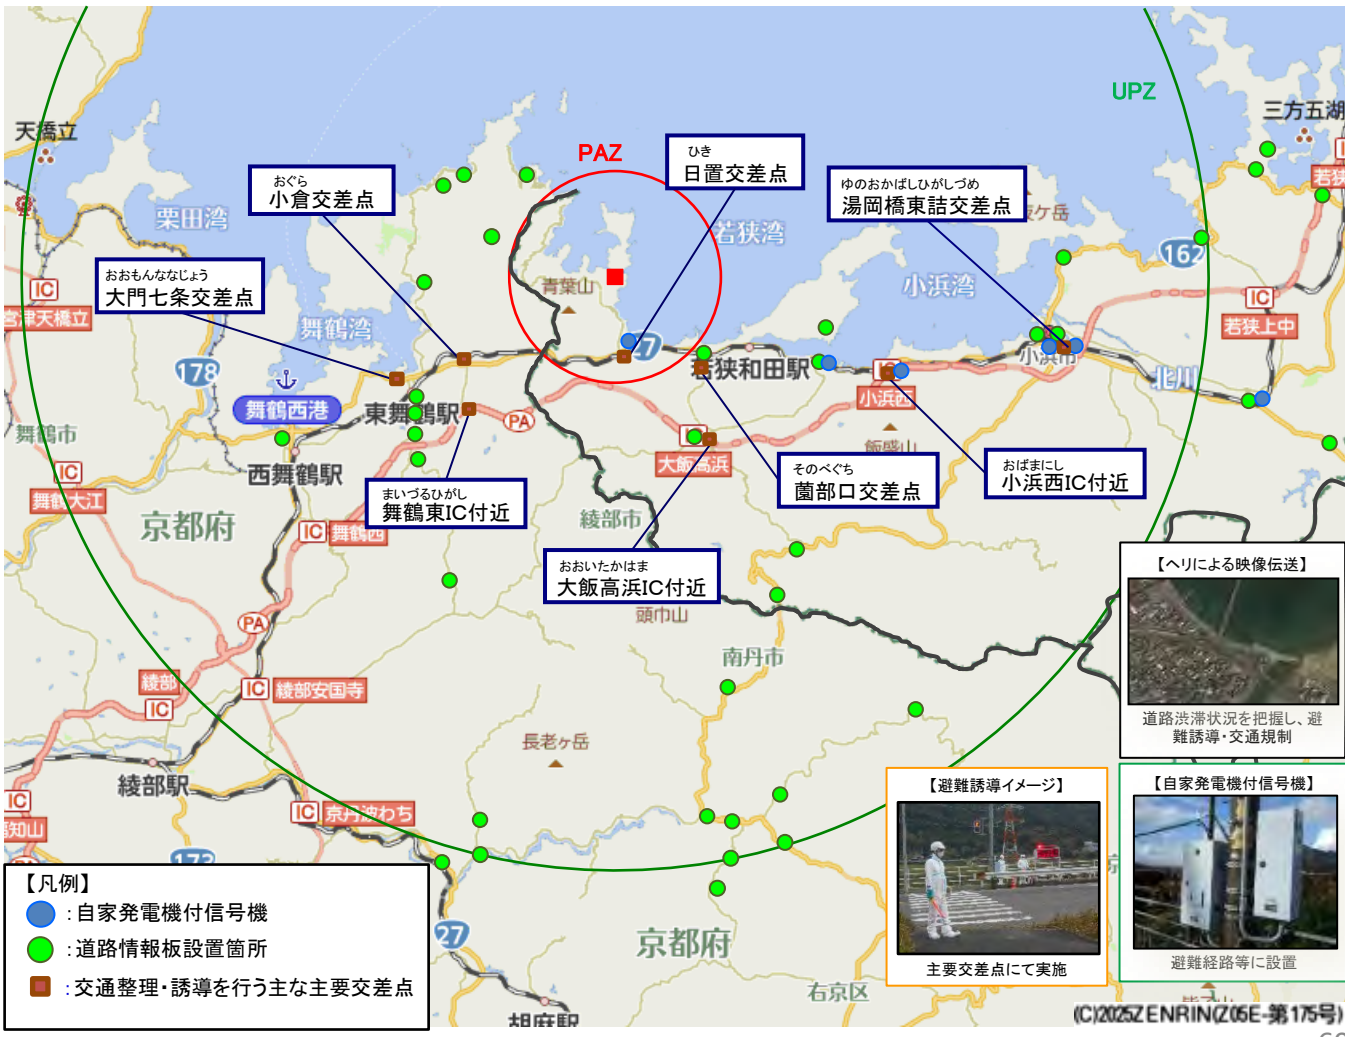 UPZ
三方五湖
天橋立
PAZ
ひき
日置交差点
おぐら
小倉交差点
ゆのおかばしひがしづめ
湯岡橋東詰交差点
ケ岳
栗田湾
若狭湾
162
おおもんななじょう
大門七条交差点
IC
宮津天橋立
青葉山
小浜湾
IC
若狭上中
舞鶴湾
27
178
若狭和田駅
小浜市
北川
IC
小浜西
舞鶴西港
東舞鶴駅
PA
舞鶴市
飯盛山
IC
大飯高浜
西舞鶴駅
IC
舞鶴大江
まいづるひがし
舞鶴東IC付近
そのべぐち
薗部口交差点
おばまにし
小浜西IC付近
京都府
IC
舞鶴西
綾部市
おおいたかはま
大飯高浜IC付近
頭巾山
PA
南丹市
綾部
IC
IC
綾部安国寺
長老ヶ岳
綾部駅
IC
IC
京丹波わち
173
27
京都府
右京区
胡麻駅
【ヘリによる映像伝送】
道路渋滞状況を把握し、避
難誘導・交通規制
【避難誘導イメージ】
主要交差点にて実施
【自家発電機付信号機】
避難経路等に設置
【凡例】
：自家発電機付信号機
：道路情報板設置箇所
：交通整理・誘導を行う主な主要交差点
(C)2025ZENRIN(Z05E-第175号)